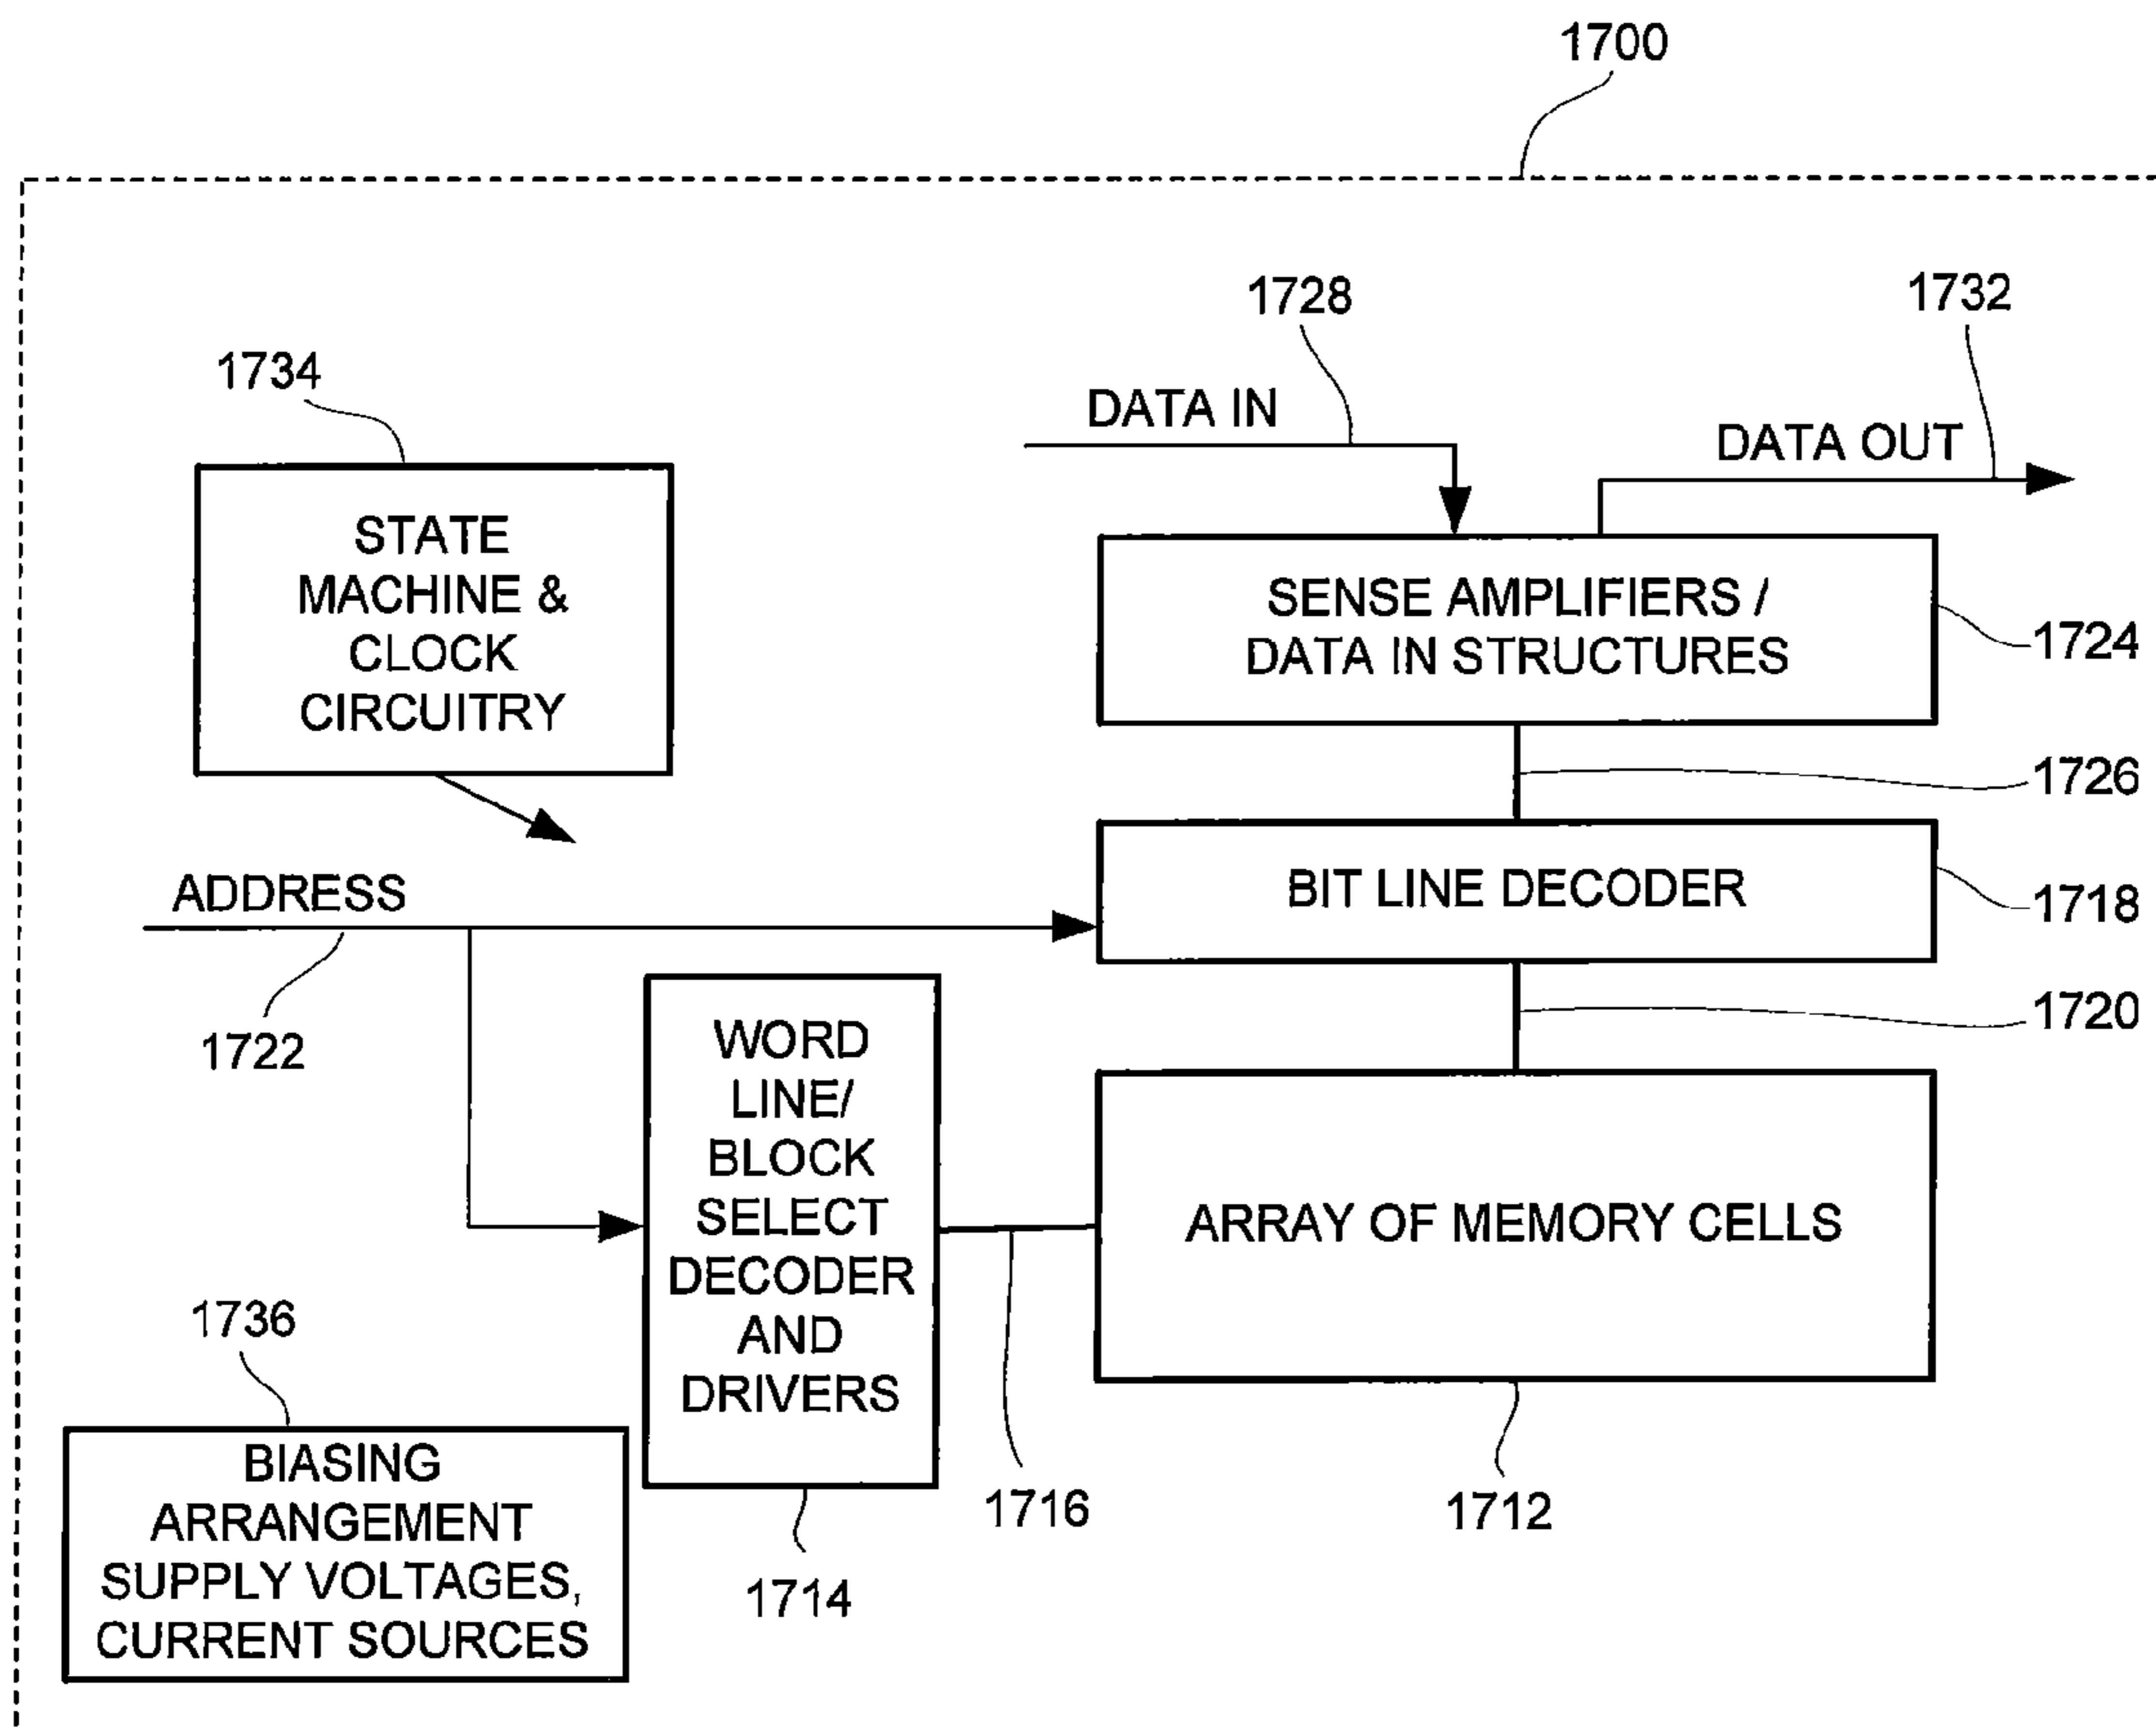 1700
1728
1732
1734
DATA IN
DATA OUT
STATE
MACHINE &
CLOCK
CIRCUITRY
SENSE AMPLIFIERS /
DATA IN STRUCTURES
1724
1726
ADDRESS
BIT LINE DECODER
1718
1722
1720
WORD
LINE/
BLOCK
SELECT
DECODER
AND
DRIVERS
ARRAY OF MEMORY CELLS
1736
BIASING
ARRANGEMENT
SUPPLY VOLTAGES,
CURRENT SOURCES
1716
1712
1714